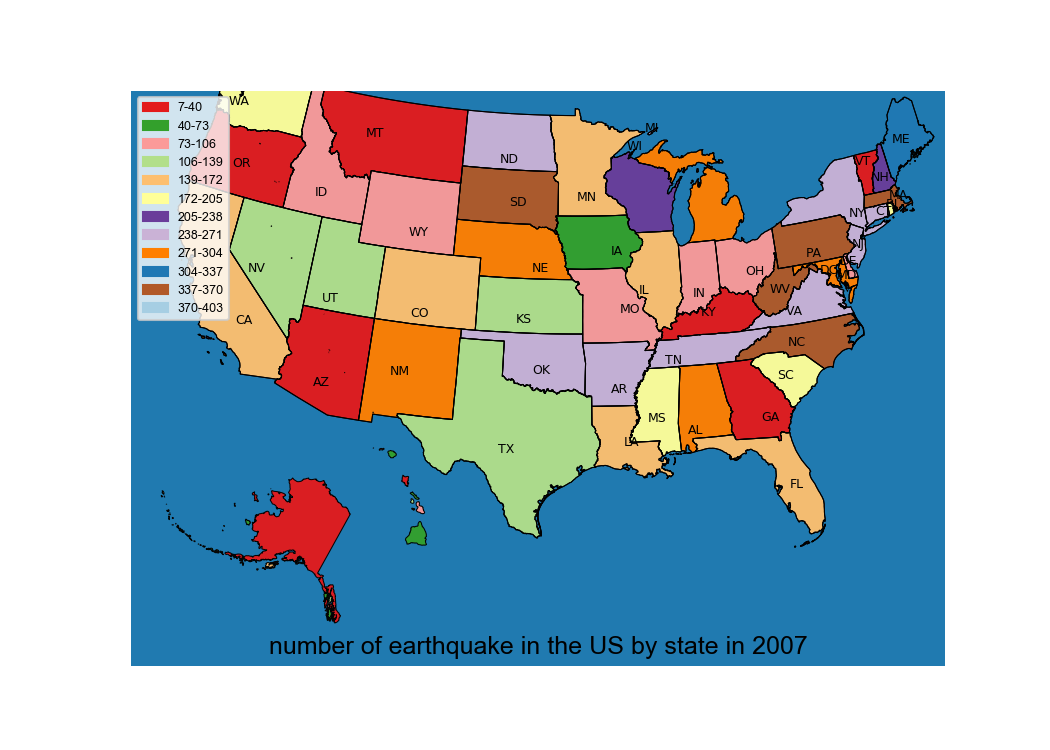 7-40
40-73
73-106
106-139
139-172
172-205
205-238
238-271
271-304
304-337
337-370
370-403
WA
MT
ND
MN
MI
WI
ME
VT
NH
MA
OR
ID
WY
SD
IA
NY
CT
NJ
NV
UT
CO
NE
KS
MO
IL
IN
OH
PA
WV
VA
DE
MD
DC
KY
CA
AZ
NM
OK
AR
TN
NC
SC
TX
LA
MS
AL
GA
FL
number of earthquake in the US by state in 2007